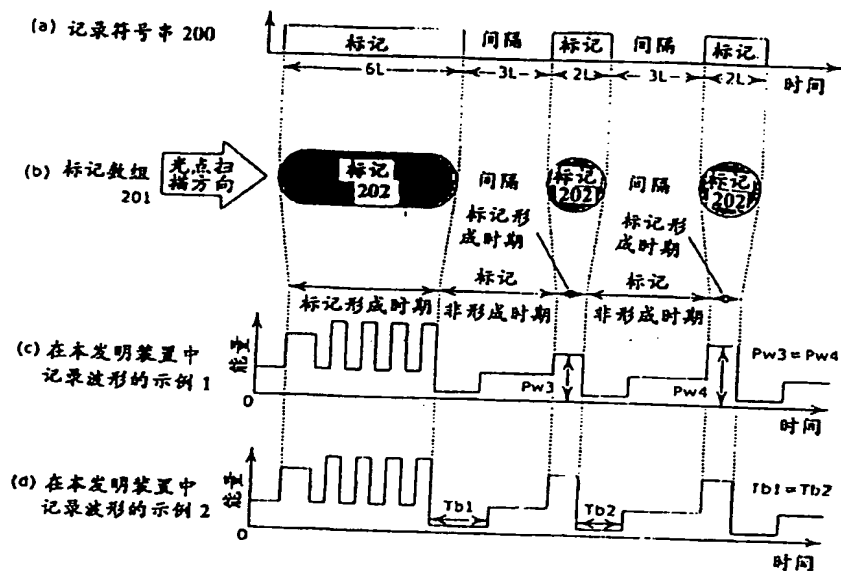 (a) 记录符号串 200
标记 间隔 标记 间隔 标记
6L 3L 2L 3L 2L
时间
(b) 标记数组
201
光点扫
描方向
标记
202
间隔
标记
202
间隔
标记
202
标记形
成时期
标记形
成时期
标记形成时期
标记
非形成时期
标记
非形成时期
(c) 在本发明装置中
记录波形的示例 1
能量
0
Pw3
Pw4
Pw3=Pw4
时间
(d) 在本发明装置中
记录波形的示例 2
能量
0
Tb1
Tb2
Tb1=Tb2
时间